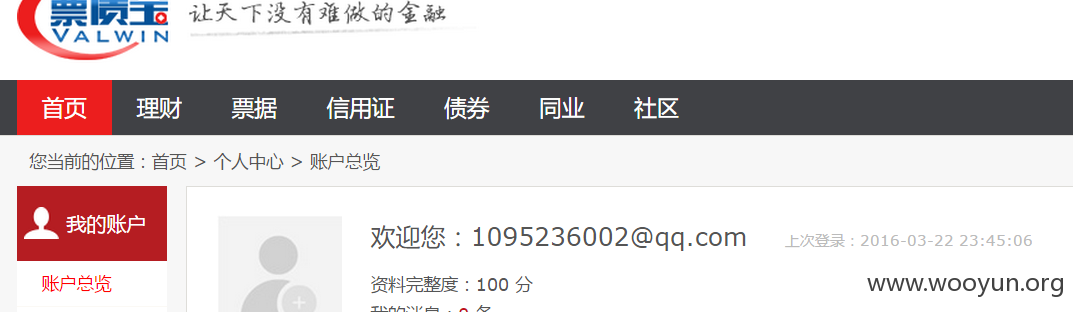 票质宝
VALWIN
让天下没有难做的金融
首页 理财 票据 信用证 债券 同业 社区
您当前的位置：首页 > 个人中心 > 账户总览
我的账户
账户总览
欢迎您：1095236002@qq.com
上次登录：2016-03-22 23:45:06
资料完整度：100 分
www.wooyun.org
我的消息：0 条